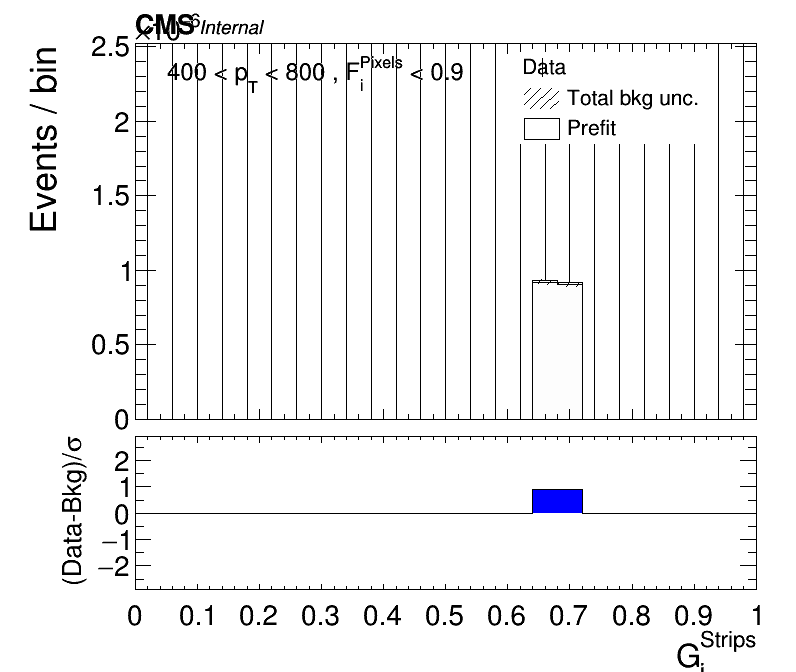 CMS Internal
×10⁻⁶
2.5
400 < p_T < 800 , F_i^Pixels < 0.9
Data
Total bkg unc.
Prefit
2
1.5
1
0.5
0
Events / bin
2
1
0
−1
−2
(Data-Bkg)/σ
0 0.1 0.2 0.3 0.4 0.5 0.6 0.7 0.8 0.9 1
G_i^Strips